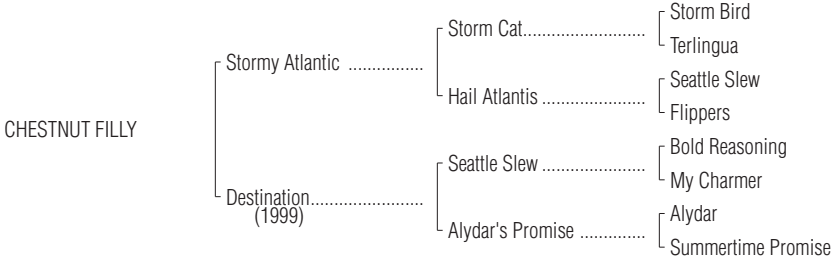 Storm Bird
Storm Cat..........................
Terlingua
Stormy Atlantic ................
Seattle Slew
Hail Atlantis ......................
Flippers
CHESTNUT FILLY
Bold Reasoning
Seattle Slew ......................
My Charmer
Destination........................
(1999)
Alydar
Alydar's Promise ..............
Summertime Promise